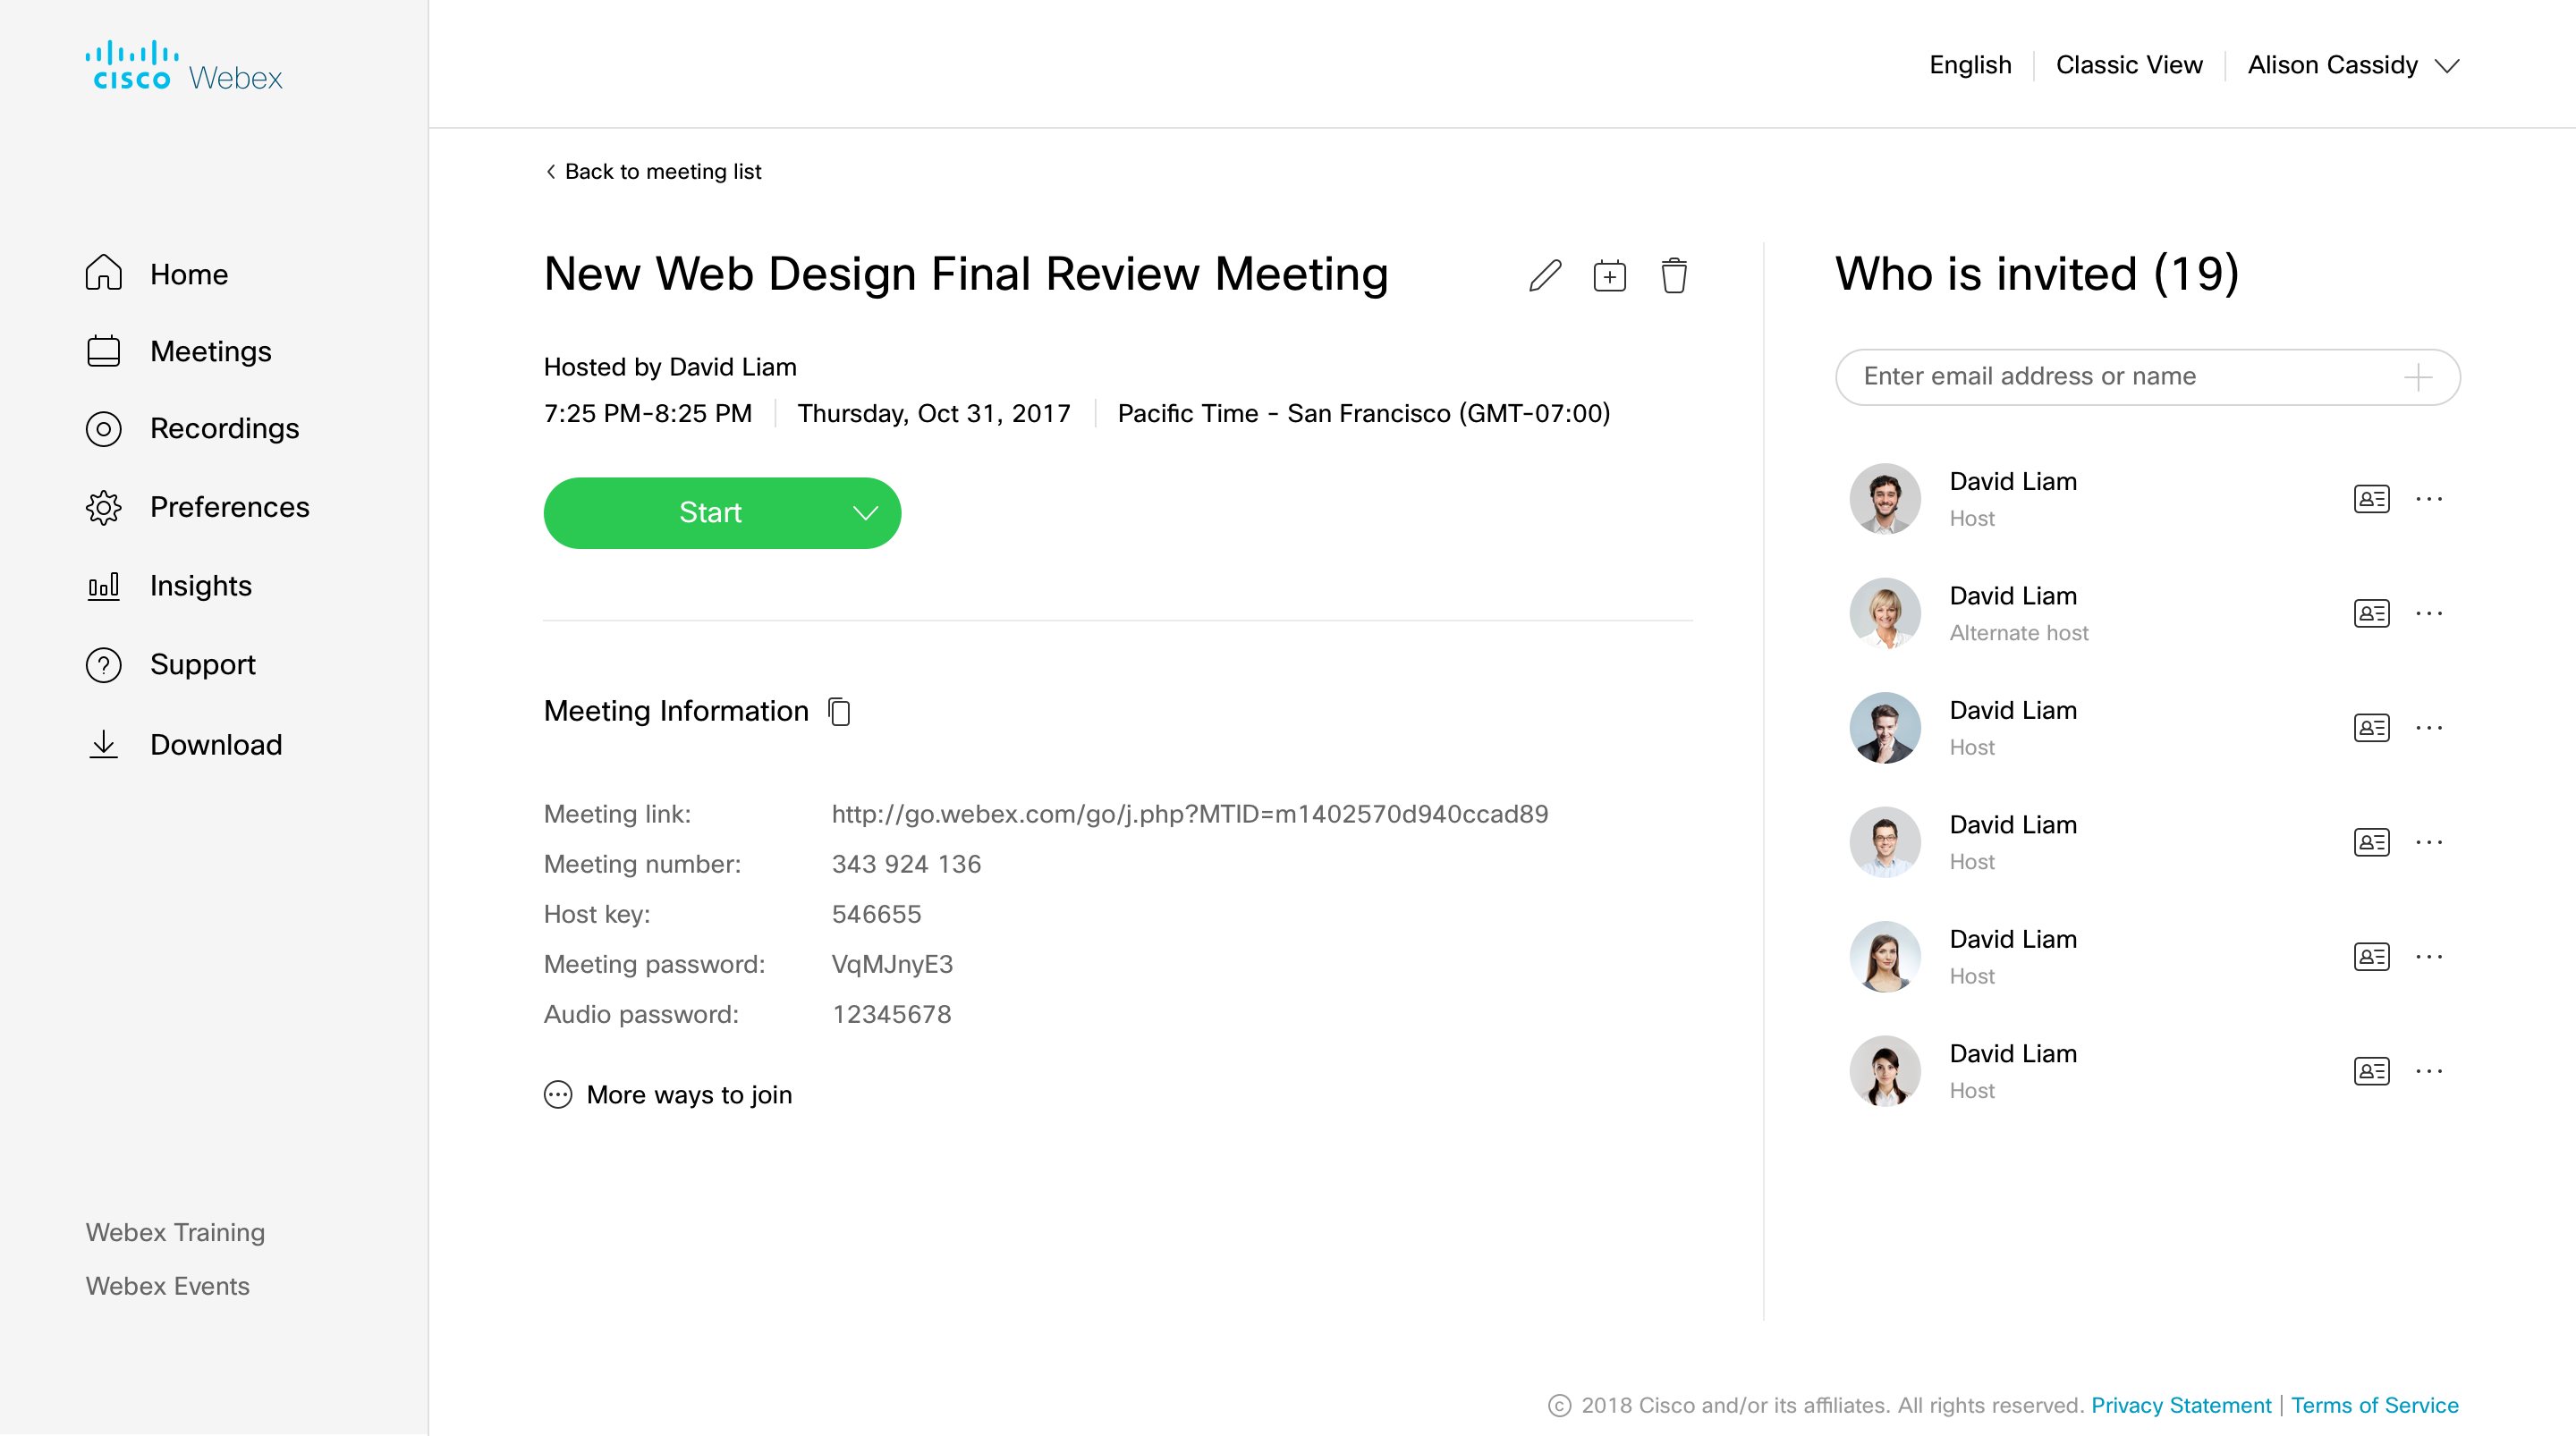 cisco Webex
English
Classic View
Alison Cassidy
Back to meeting list
Home
Meetings
Recordings
Preferences
Insights
Support
Download
Webex Training
Webex Events
New Web Design Final Review Meeting
Hosted by David Liam
7:25 PM-8:25 PM
Thursday, Oct 31, 2017
Pacific Time - San Francisco (GMT-07:00)
Start
Meeting Information
Meeting link: http://go.webex.com/go/j.php?MTID=m1402570d940ccad89
Meeting number: 343 924 136
Host key: 546655
Meeting password: VqMJnyE3
Audio password: 12345678
More ways to join
Who is invited (19)
Enter email address or name
David Liam
Host
David Liam
Alternate host
David Liam
Host
David Liam
Host
David Liam
Host
David Liam
Host
© 2018 Cisco and/or its affiliates. All rights reserved. Privacy Statement | Terms of Service